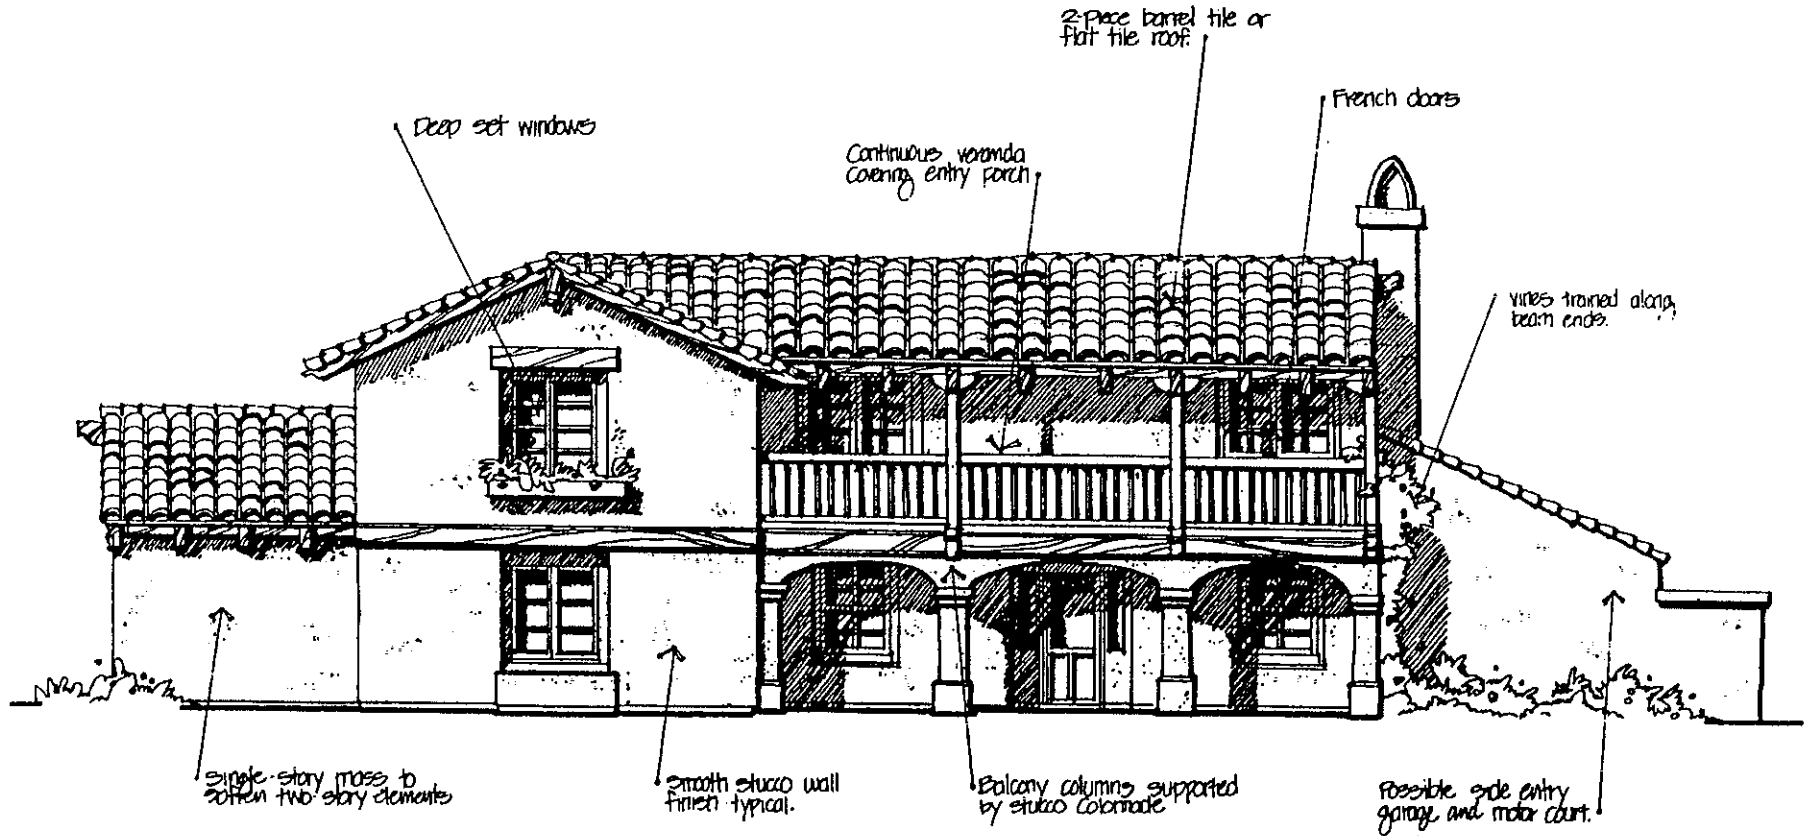 2-piece barrel tile or
flat tile roof.
French doors
Deep set windows
Continuous veranda
covering entry porch
vines trained along
beam ends.
Single-story mass to
soften two-story elements
Smooth stucco wall
finish typical.
Balcony columns supported
by stucco colonnade
Possible side entry
garage and motor court.